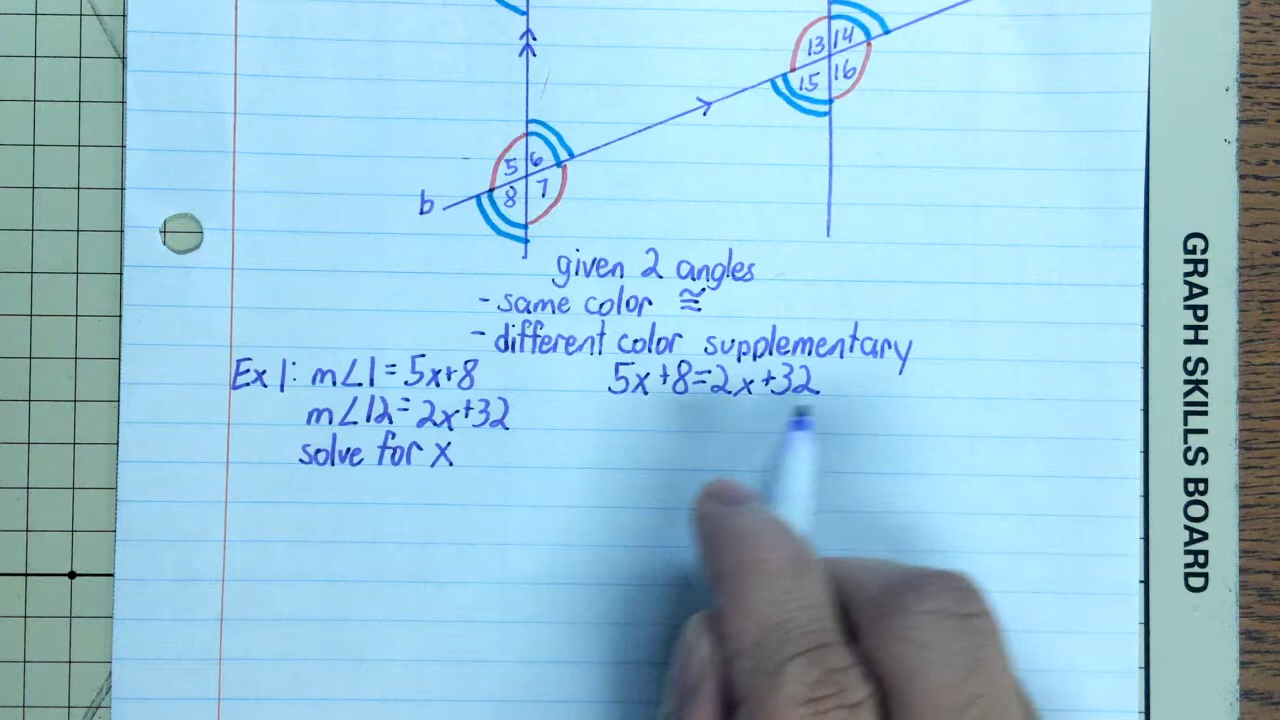 13 14
15 16
5 6
8 7
b
given 2 angles
- same color ≅
- different color supplementary
Ex 1: m∠1 = 5x+8
m∠12 = 2x+32
solve for x
5x+8=2x+32
GRAPH SKILLS BOARD